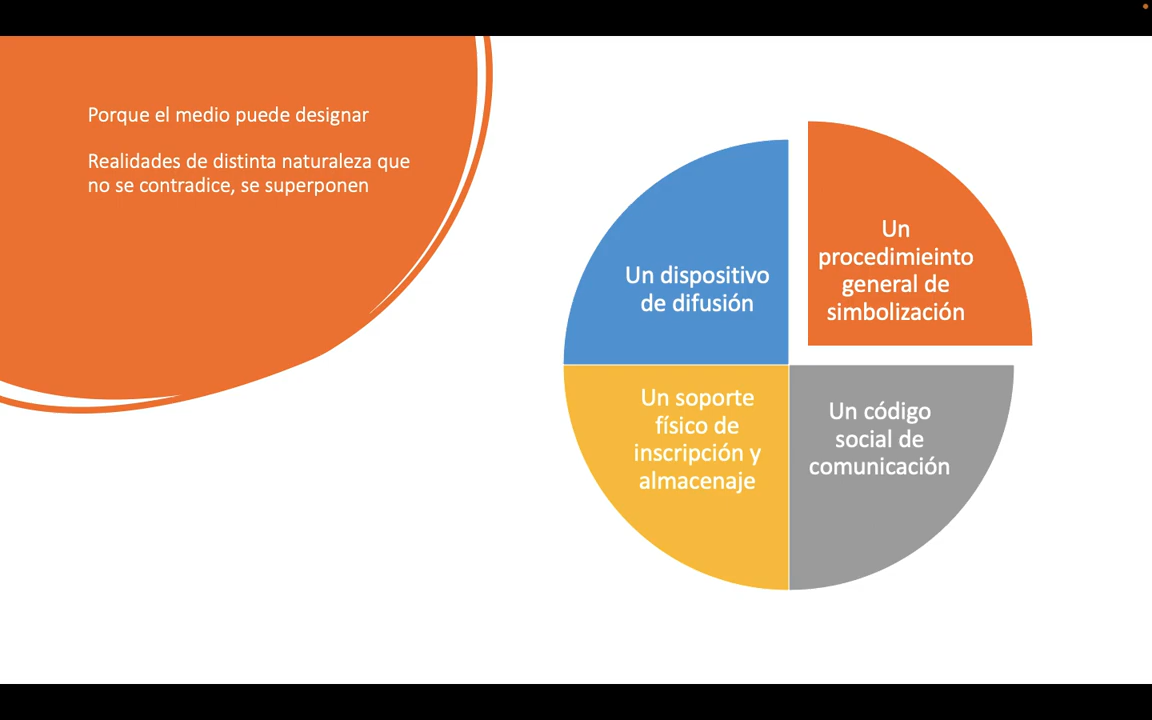 Porque el medio puede designar
Realidades de distinta naturaleza que
no se contradice, se superponen
Un dispositivo
de difusión
Un
procedimieinto
general de
simbolización
Un soporte
físico de
inscripción y
almacenaje
Un código
social de
comunicación